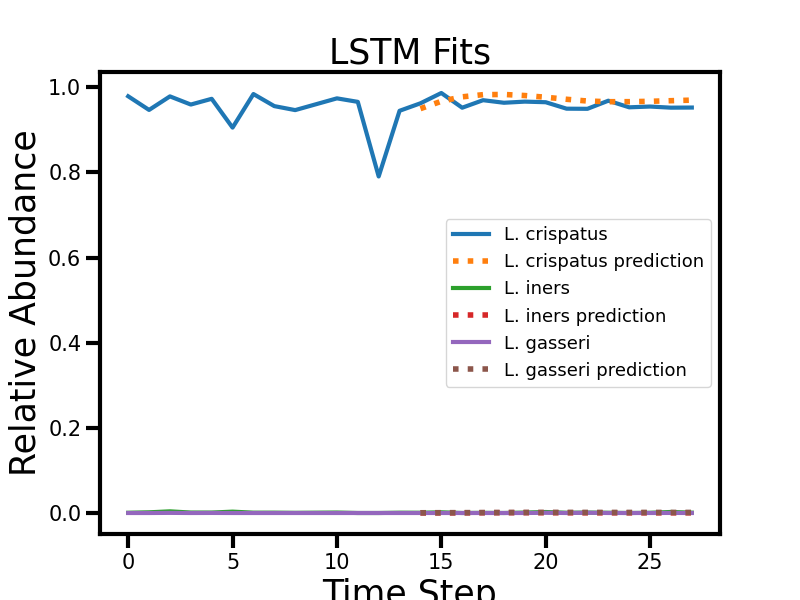 LSTM Fits
Relative Abundance
1.0
0.8
0.6
0.4
0.2
0.0
L. crispatus
L. crispatus prediction
L. iners
L. iners prediction
L. gasseri
L. gasseri prediction
0 5 10 15 20 25
Time Step